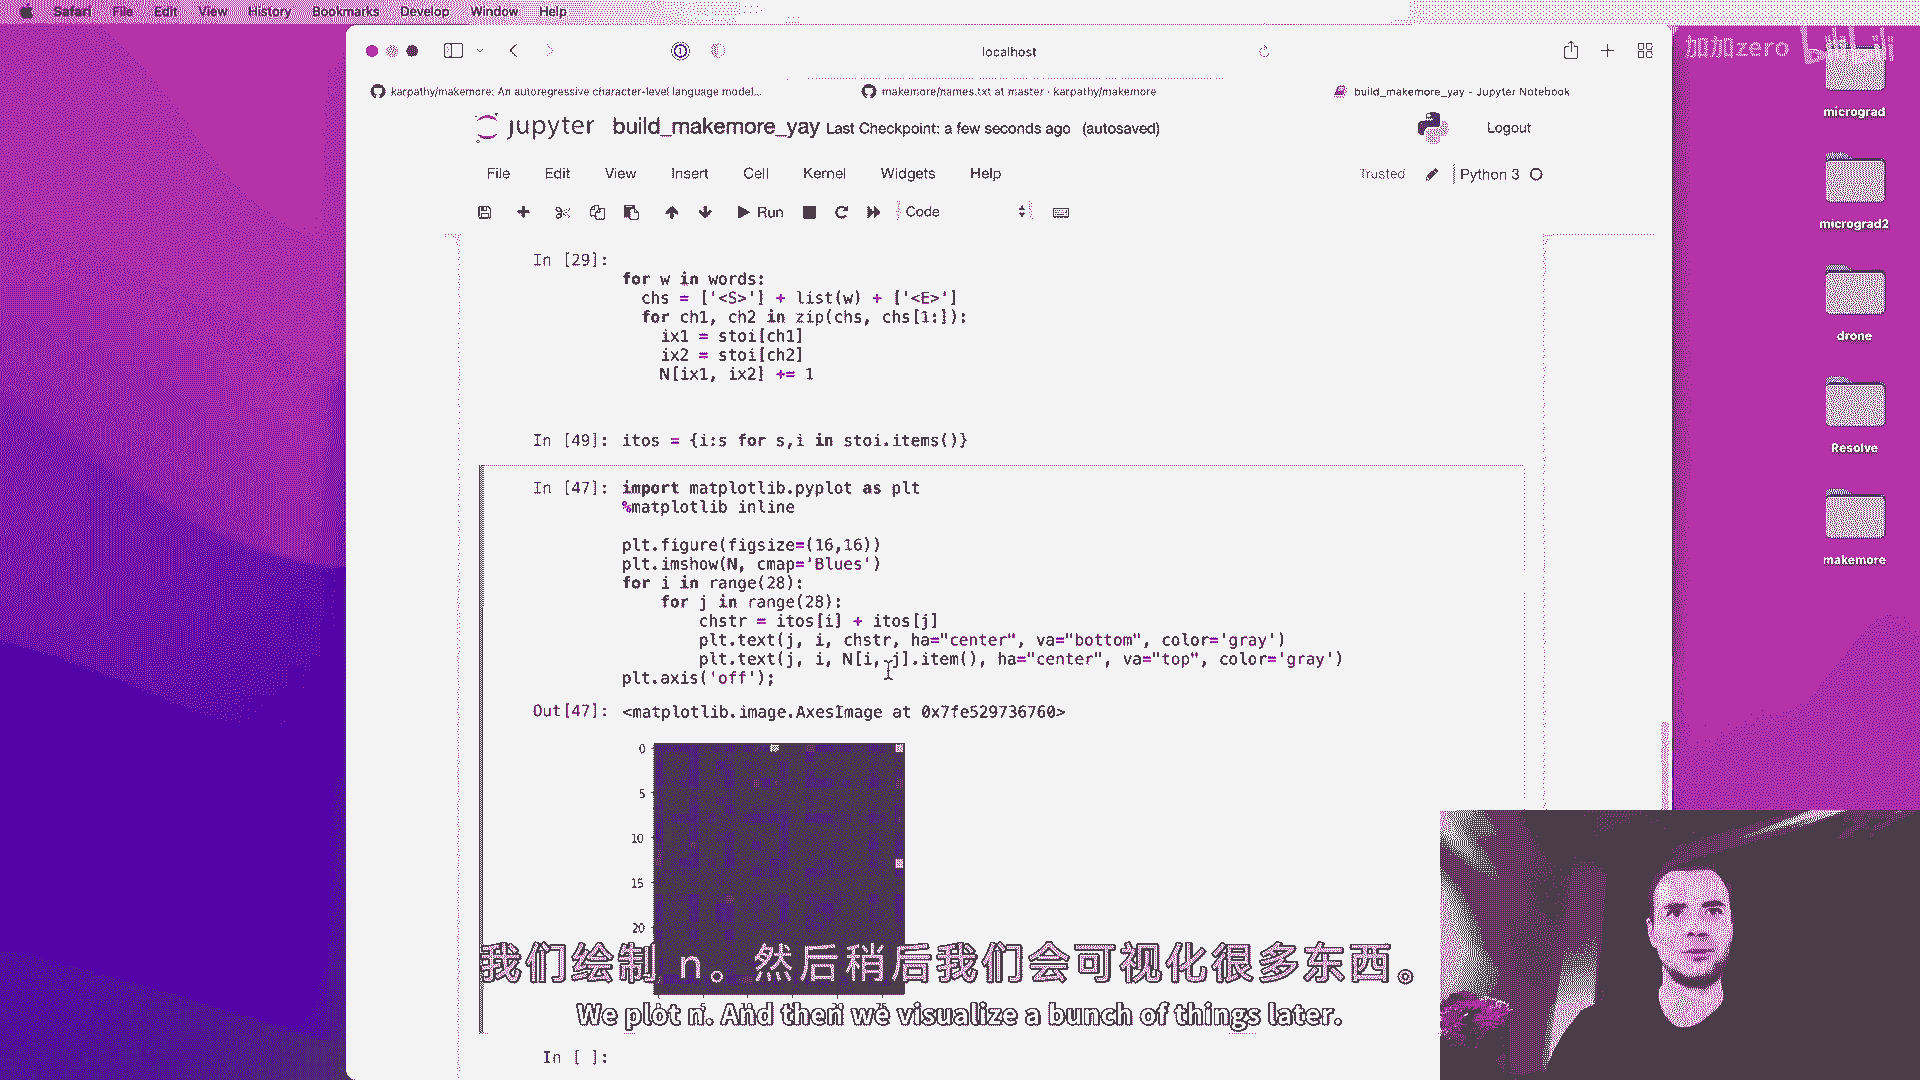 Safari File Edit View History Bookmarks Develop Window Help
localhost
加加zero bilibili
karpathy/makemore: An autoregressive character-level language model...
makemore/names.txt at master · karpathy/makemore
build_makemore_yay - Jupyter Notebook
jupyter build_makemore_yay Last Checkpoint: a few seconds ago (autosaved)
Logout
File Edit View Insert Cell Kernel Widgets Help
Trusted Python 3
Run Code
In [29]:
for w in words:
chs = ['<S>'] + list(w) + ['<E>']
for ch1, ch2 in zip(chs, chs[1:]):
ix1 = stoi[ch1]
ix2 = stoi[ch2]
N[ix1, ix2] += 1
In [49]: itos = {i:s for s,i in stoi.items()}
In [47]: import matplotlib.pyplot as plt
%matplotlib inline
plt.figure(figsize=(16,16))
plt.imshow(N, cmap='Blues')
for i in range(28):
for j in range(28):
chstr = itos[i] + itos[j]
plt.text(j, i, chstr, ha="center", va="bottom", color='gray')
plt.text(j, i, N[i, j].item(), ha="center", va="top", color='gray')
plt.axis('off');
Out[47]: <matplotlib.image.AxesImage at 0x7fe529736760>
0
5
10
15
20
我们绘制 n。然后稍后我们会可视化很多东西。
We plot n. And then we visualize a bunch of things later.
In [ ]:
micrograd
micrograd2
drone
Resolve
makemore